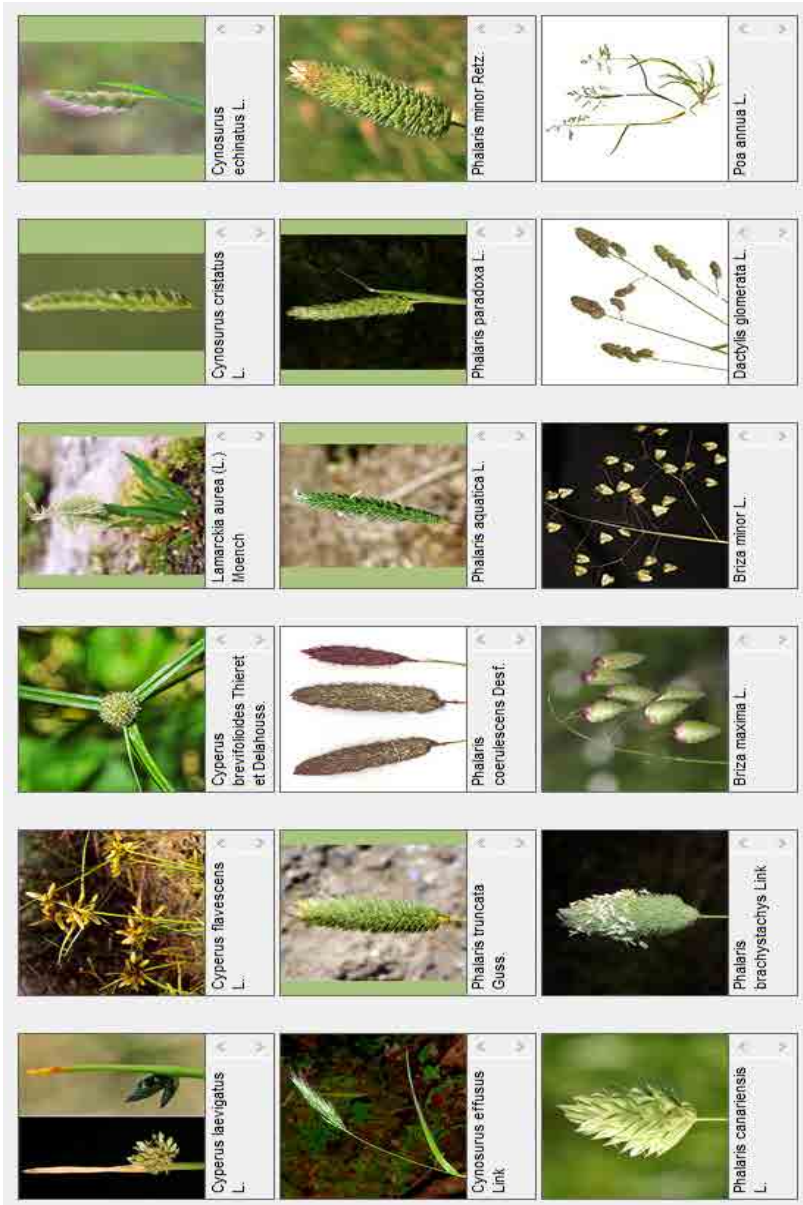 Cyperus laevigatus
L.
Cyperus flavescens
L.
Cyperus
brevifolioides Thieret
et Delahouss.
Lamarckia aurea (L.)
Moench
Cynosurus cristatus
L.
Cynosurus
echinatus L.
Cynosurus effusus
Link
Phalaris truncata
Guss.
Phalaris
coerulescens Desf.
Phalaris aquatica L.
Phalaris paradoxa L.
Phalaris minor Retz.
Phalaris canariensis
L.
Phalaris
brachystachys Link
Briza maxima L.
Briza minor L.
Dactylis glomerata L.
Poa annua L.